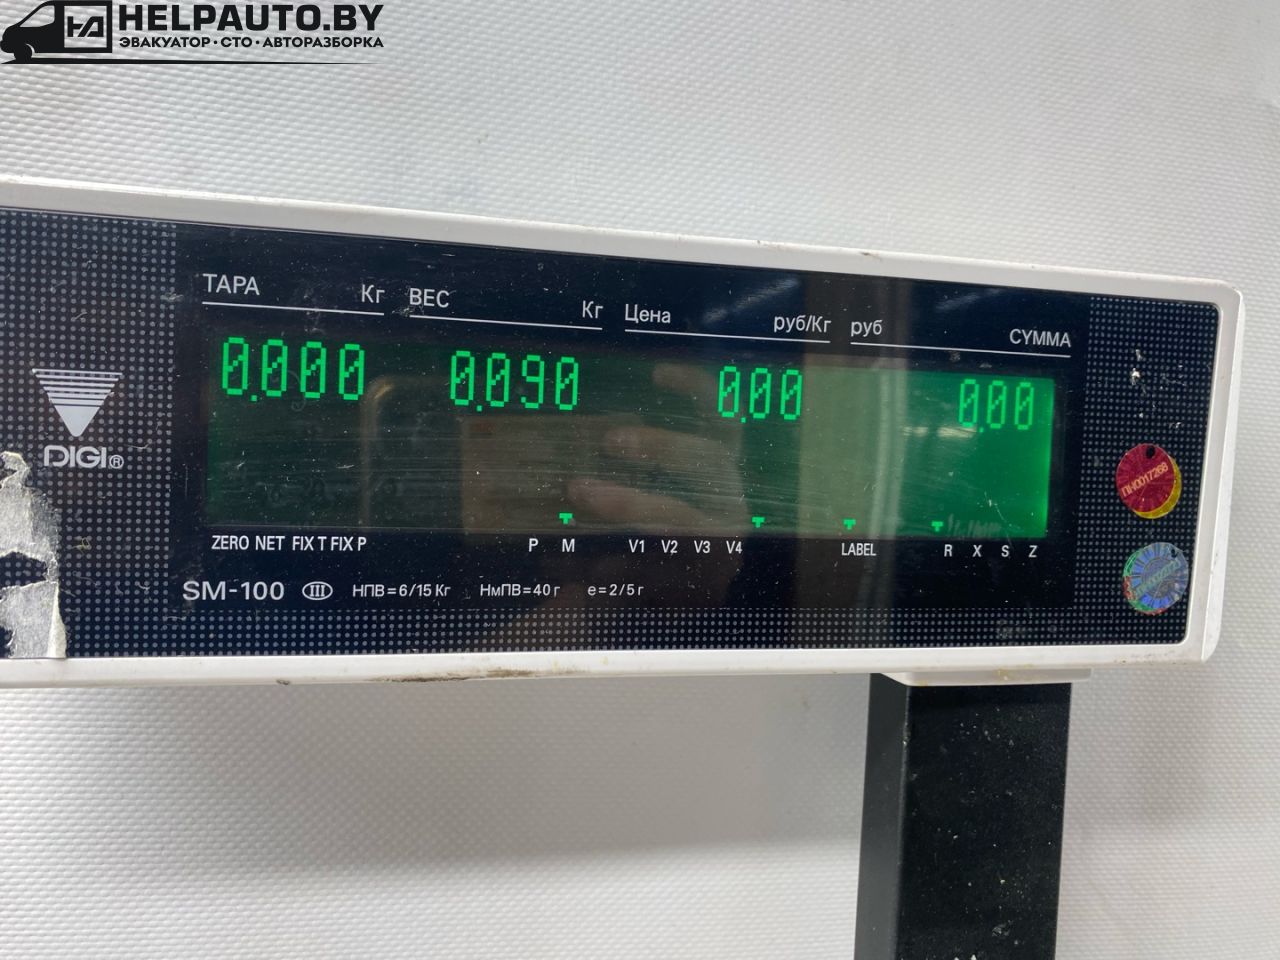 HELPAUTO.BY
ЭВАКУАТОР·СТО·АВТОРАЗБОРКА
ТАРА Кг ВЕС Кг Цена руб/Кг руб СУММА
0.000 0.090 0.00 0.00
DIGI®
ПН0017268
ZERO NET FIX T FIX P P M V1 V2 V3 V4 LABEL R X S Z
SM-100 III НПВ=6/15 Кг НмПВ=40 г e=2/5 г